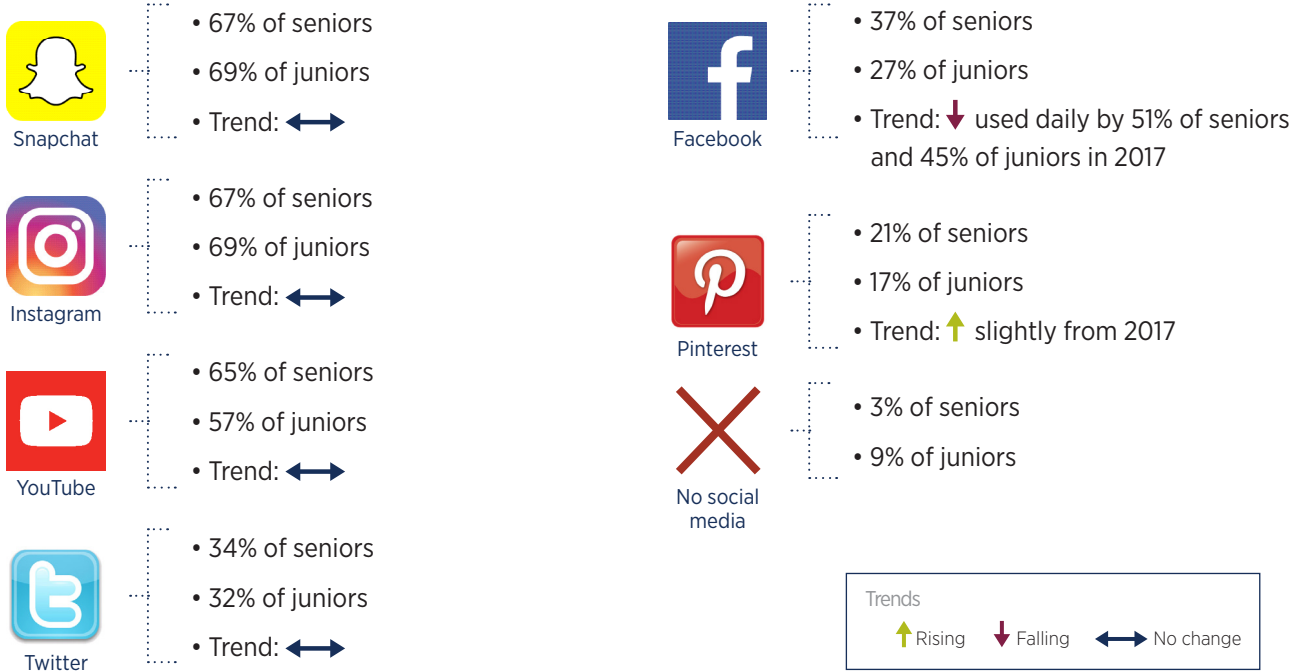 • 67% of seniors
• 69% of juniors
• Trend:
Snapchat
• 67% of seniors
• 69% of juniors
• Trend:
Instagram
• 65% of seniors
• 57% of juniors
• Trend:
YouTube
• 34% of seniors
• 32% of juniors
• Trend:
Twitter
• 37% of seniors
• 27% of juniors
• Trend: used daily by 51% of seniors
and 45% of juniors in 2017
Facebook
• 21% of seniors
• 17% of juniors
• Trend: slightly from 2017
Pinterest
• 3% of seniors
• 9% of juniors
No social
media
Trends
Rising Falling No change